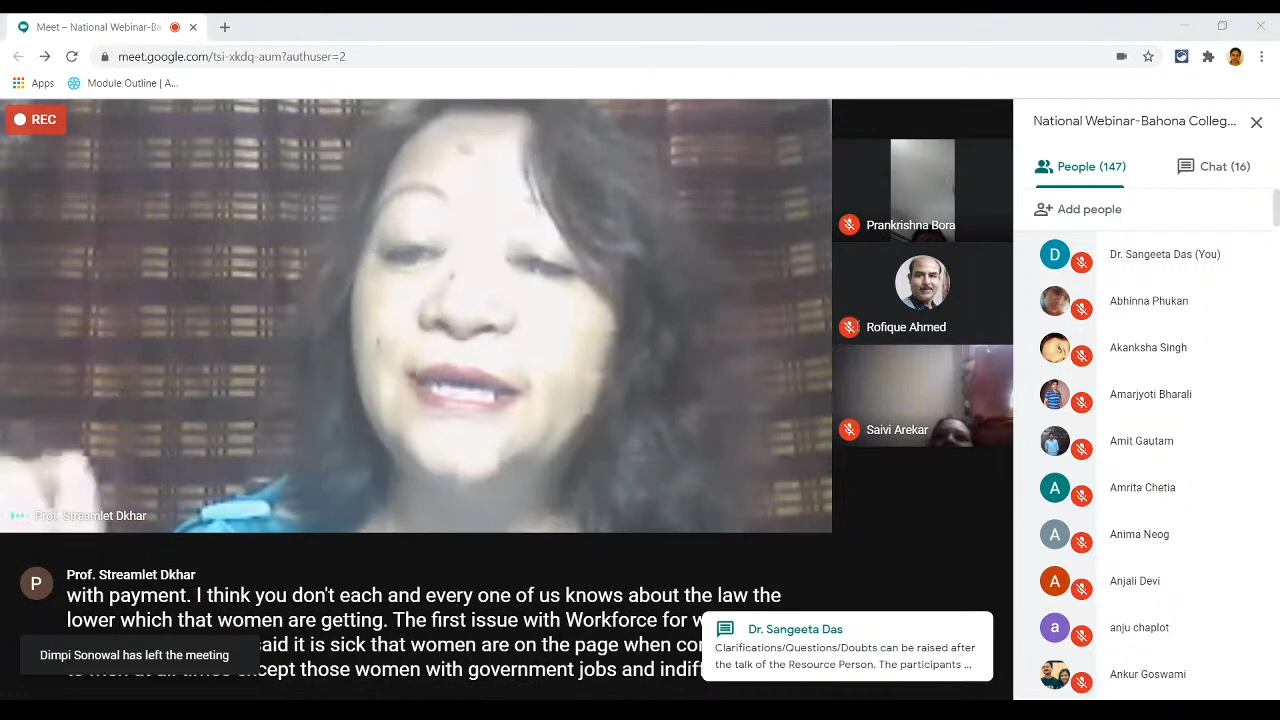 Meet – National Webinar-Ba
meet.google.com/tsi-xkdq-aum?authuser=2
Apps
Module Outline | A...
REC
Prankrishna Bora
Rofique Ahmed
Saivi Arekar
Prof. Streamlet Dkhar
Prof. Streamlet Dkhar
with payment. I think you don't each and every one of us knows about the law the
lower which that women are getting. The first issue with Workforce for
said it is sick that women are on the page when
except those women with government jobs and
Dimpi Sonowal has left the meeting
Dr. Sangeeta Das
Clarifications/Questions/Doubts can be raised after
the talk of the Resource Person. The participants ...
National Webinar-Bahona Colleg...
People (147)
Chat (16)
Add people
D
Dr. Sangeeta Das (You)
Abhinna Phukan
Akanksha Singh
Amarjyoti Bharali
Amit Gautam
A
Amrita Chetia
A
Anima Neog
A
Anjali Devi
a
anju chaplot
Ankur Goswami
P